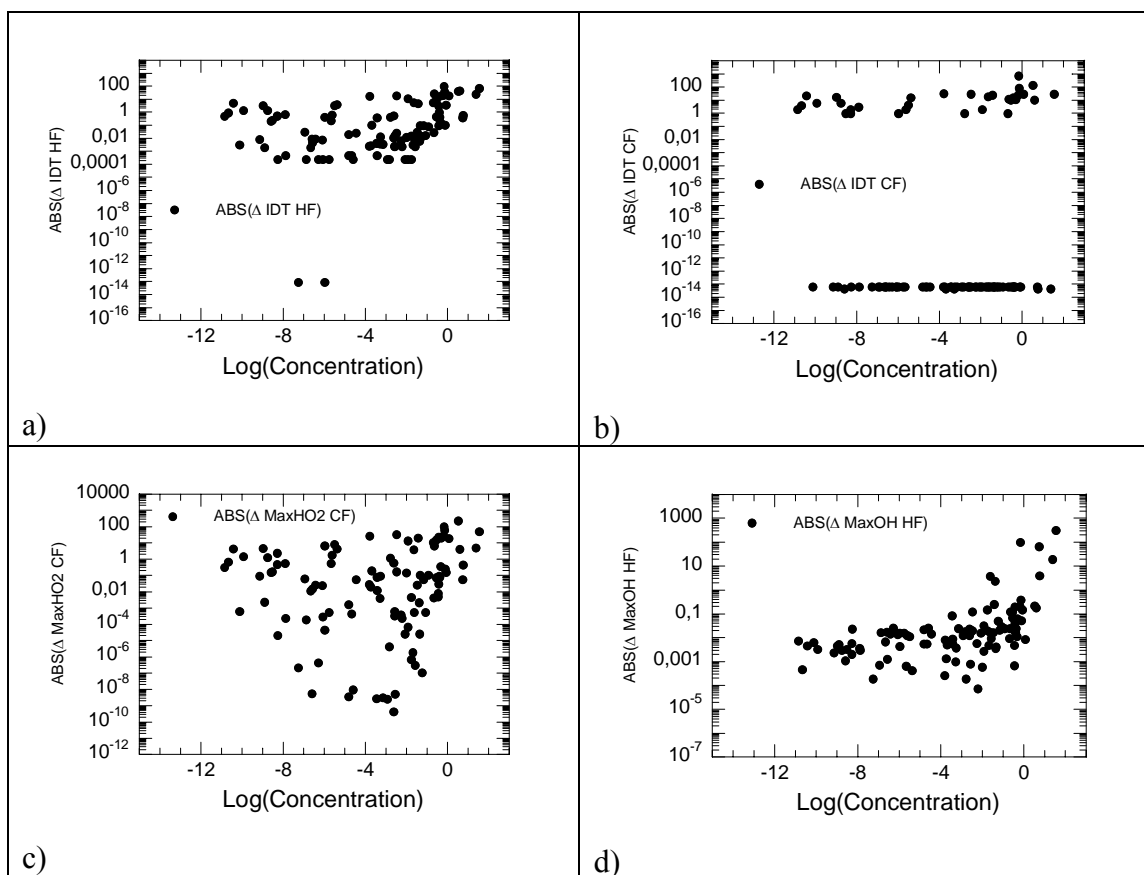 ABS(Δ IDT HF)
100
1
0,01
0,0001
10-6
10-8
10-10
10-12
10-14
10-16
ABS(Δ IDT HF)
-12 -8 -4 0
Log(Concentration)
a)
ABS(Δ IDT CF)
100
1
0,01
0,0001
10-6
10-8
10-10
10-12
10-14
10-16
ABS(Δ IDT CF)
-12 -8 -4 0
Log(Concentration)
b)
ABS(Δ MaxHO2 CF)
10000
100
1
0,01
10-4
10-6
10-8
10-10
10-12
ABS(Δ MaxHO2 CF)
-12 -8 -4 0
Log(Concentration)
c)
ABS(Δ MaxOH HF)
1000
10
0,1
0,001
10-5
10-7
ABS(Δ MaxOH HF)
-12 -8 -4 0
Log(Concentration)
d)